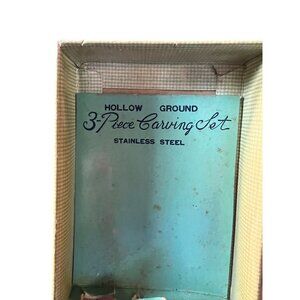 HOLLOW GROUND
3-Piece Carving Set
STAINLESS STEEL